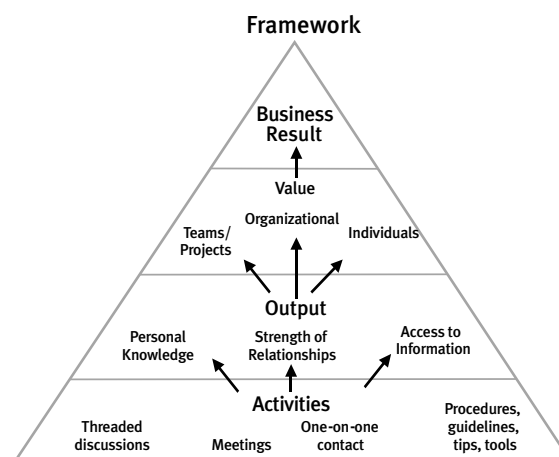 Framework
Business
Result
Value
Organizational
Teams/
Projects
Individuals
Output
Personal
Knowledge
Strength of
Relationships
Access to
Information
Activities
Threaded
discussions
Meetings
One-on-one
contact
Procedures,
guidelines,
tips, tools